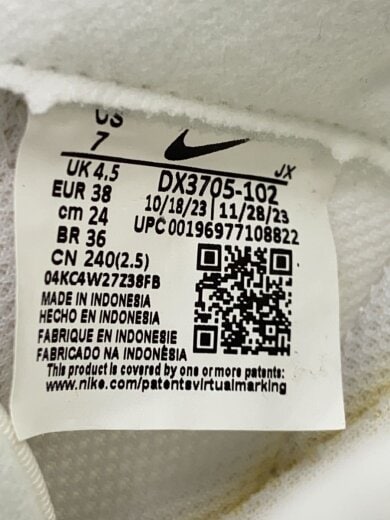 US
7
JX
UK 4.5
DX3705-102
EUR 38
10/18/23 | 11/28/23
cm 24
UPC 00196977108822
BR 36
CN 240(2.5)
04KC4W27Z38FB
MADE IN INDONESIA
HECHO EN INDONESIA
FABRIQUE EN INDONESIE
FABRICADO NA INDONÉSIA
This product is covered by one or more patents:
www.nike.com/patentsvirtualmarking